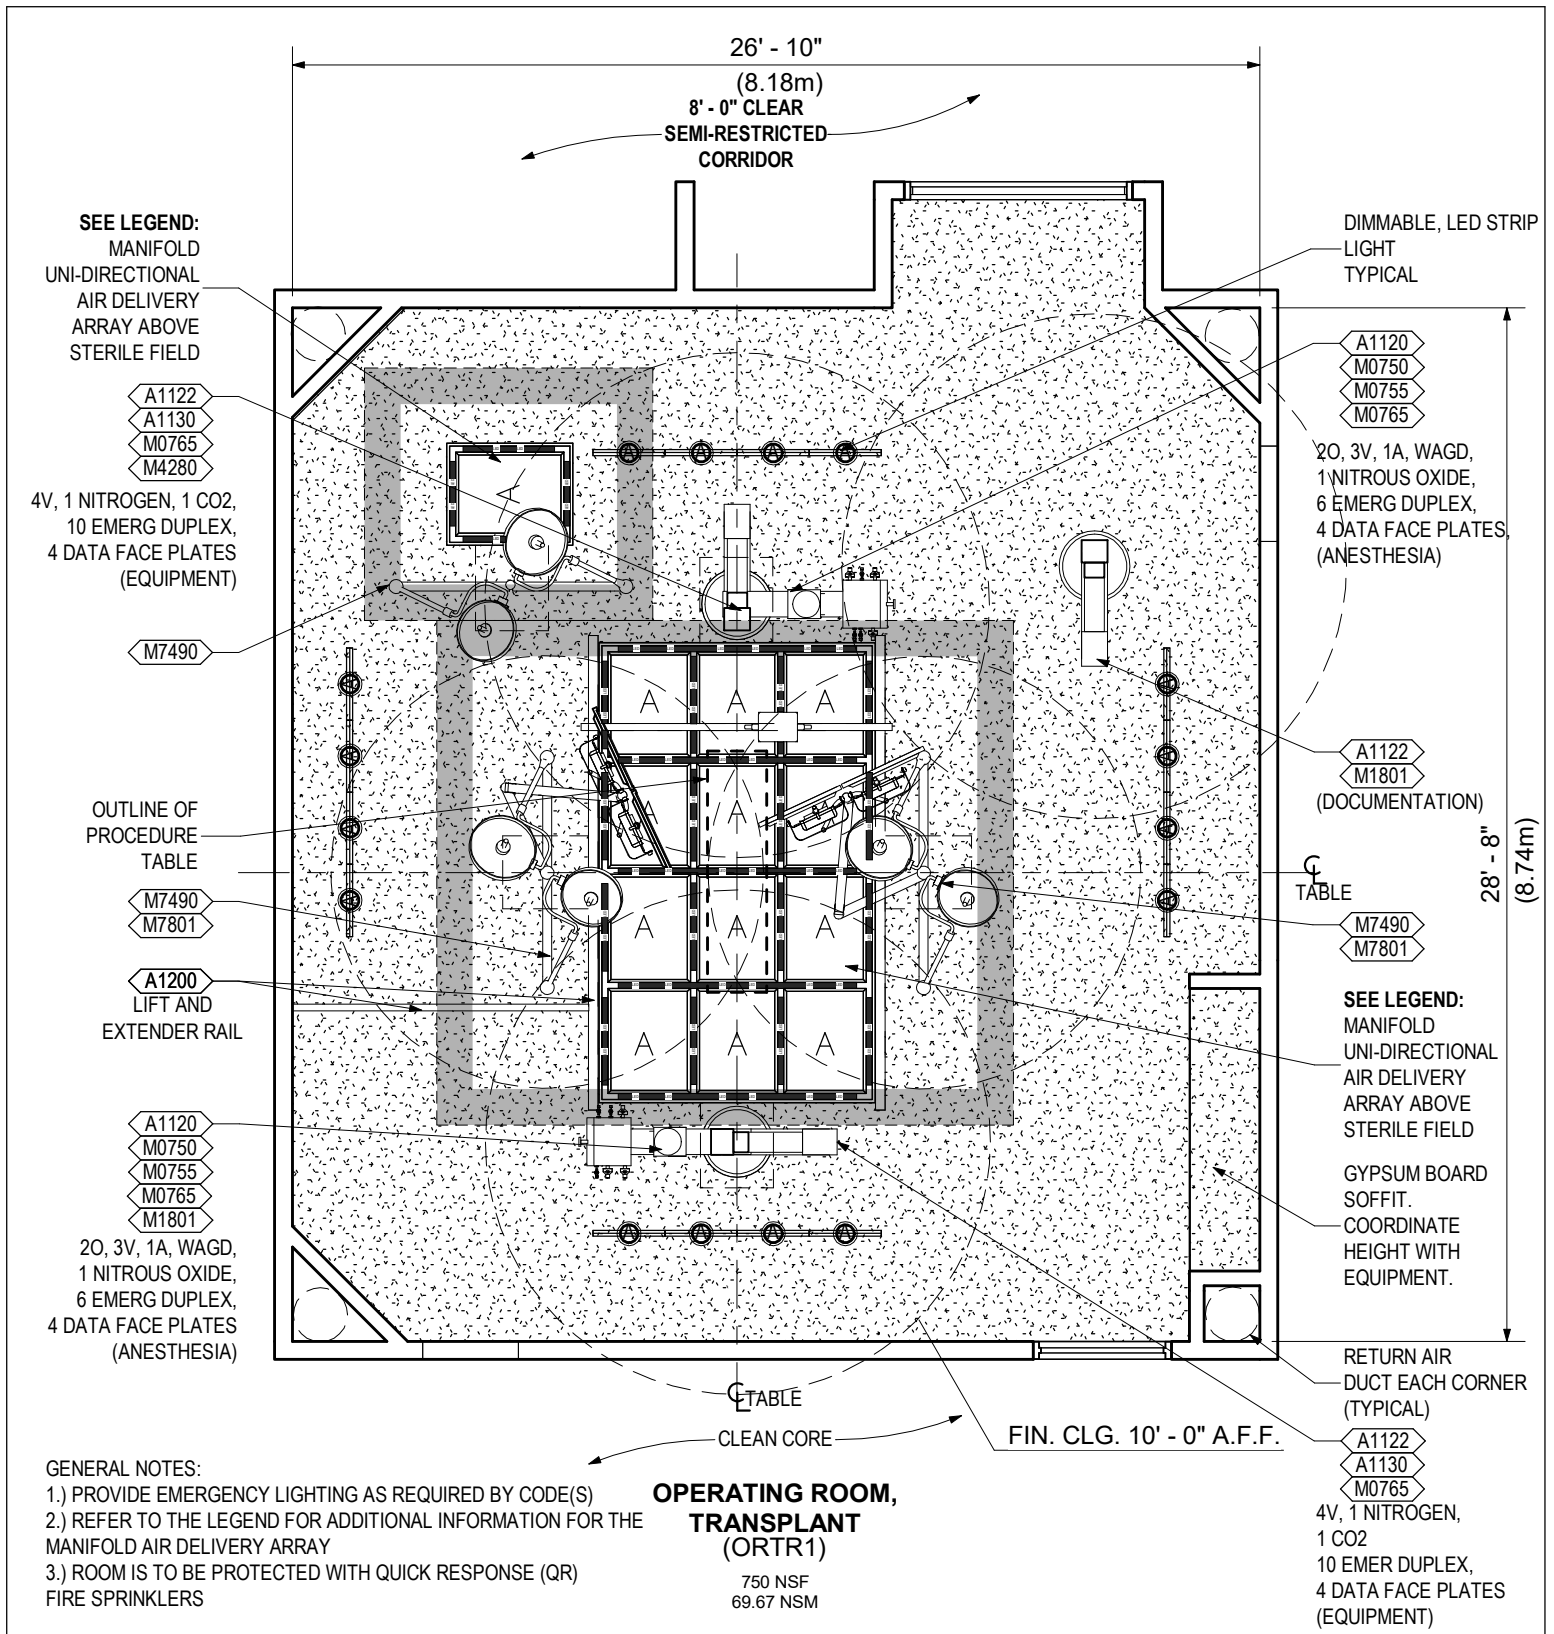 26' - 10"
(8.18m)
8' - 0" CLEAR
SEMI-RESTRICTED
CORRIDOR
SEE LEGEND:
MANIFOLD
UNI-DIRECTIONAL
AIR DELIVERY
ARRAY ABOVE
STERILE FIELD
A1122
A1130
M0765
M4280
4V, 1 NITROGEN, 1 CO2,
10 EMERG DUPLEX,
4 DATA FACE PLATES
(EQUIPMENT)
M7490
OUTLINE OF
PROCEDURE
TABLE
M7490
M7801
A1200
LIFT AND
EXTENDER RAIL
A1120
M0750
M0755
M0765
M1801
2O, 3V, 1A, WAGD,
1 NITROUS OXIDE,
6 EMERG DUPLEX,
4 DATA FACE PLATES
(ANESTHESIA)
A
A A A
A A A
A A A
A A A
DIMMABLE, LED STRIP
LIGHT
TYPICAL
A1120
M0750
M0755
M0765
2O, 3V, 1A, WAGD,
1 NITROUS OXIDE,
6 EMERG DUPLEX,
4 DATA FACE PLATES,
(ANESTHESIA)
A1122
M1801
(DOCUMENTATION)
28' - 8"
(8.74m)
CL
TABLE
M7490
M7801
SEE LEGEND:
MANIFOLD
UNI-DIRECTIONAL
AIR DELIVERY
ARRAY ABOVE
STERILE FIELD
GYPSUM BOARD
SOFFIT.
COORDINATE
HEIGHT WITH
EQUIPMENT.
RETURN AIR
DUCT EACH CORNER
(TYPICAL)
A1122
A1130
M0765
4V, 1 NITROGEN,
1 CO2
10 EMER DUPLEX,
4 DATA FACE PLATES
(EQUIPMENT)
CL TABLE
CLEAN CORE
FIN. CLG. 10' - 0" A.F.F.
GENERAL NOTES:
1.) PROVIDE EMERGENCY LIGHTING AS REQUIRED BY CODE(S)
2.) REFER TO THE LEGEND FOR ADDITIONAL INFORMATION FOR THE
MANIFOLD AIR DELIVERY ARRAY
3.) ROOM IS TO BE PROTECTED WITH QUICK RESPONSE (QR)
FIRE SPRINKLERS
OPERATING ROOM,
TRANSPLANT
(ORTR1)
750 NSF
69.67 NSM